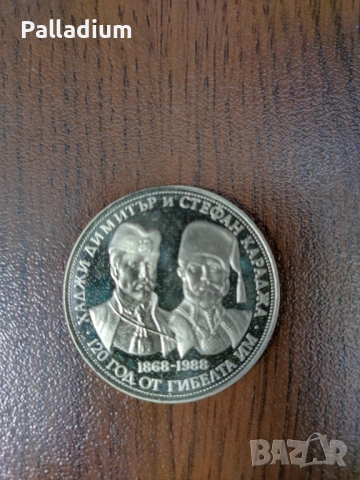 Palladium
ХАДЖИ ДИМИТЪР И СТЕФАН КАРАДЖА
1868-1988
120 ГОД. ОТ ГИБЕЛТА ИМ
BAZAR